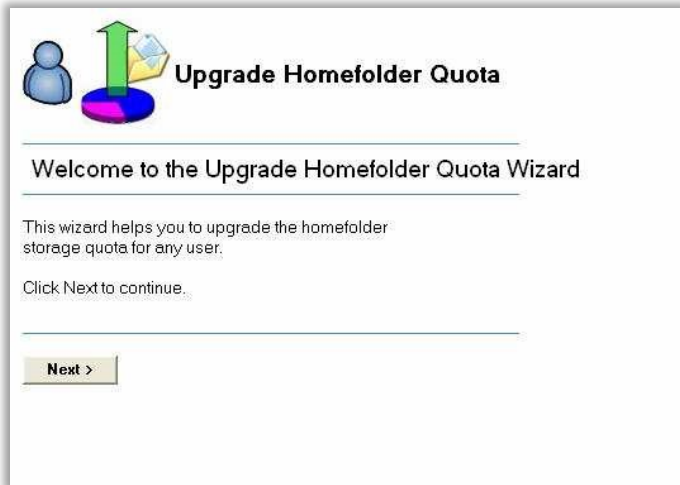 Upgrade Homefolder Quota
Welcome to the Upgrade Homefolder Quota Wizard
This wizard helps you to upgrade the homefolder
storage quota for any user.
Click Next to continue.
Next >